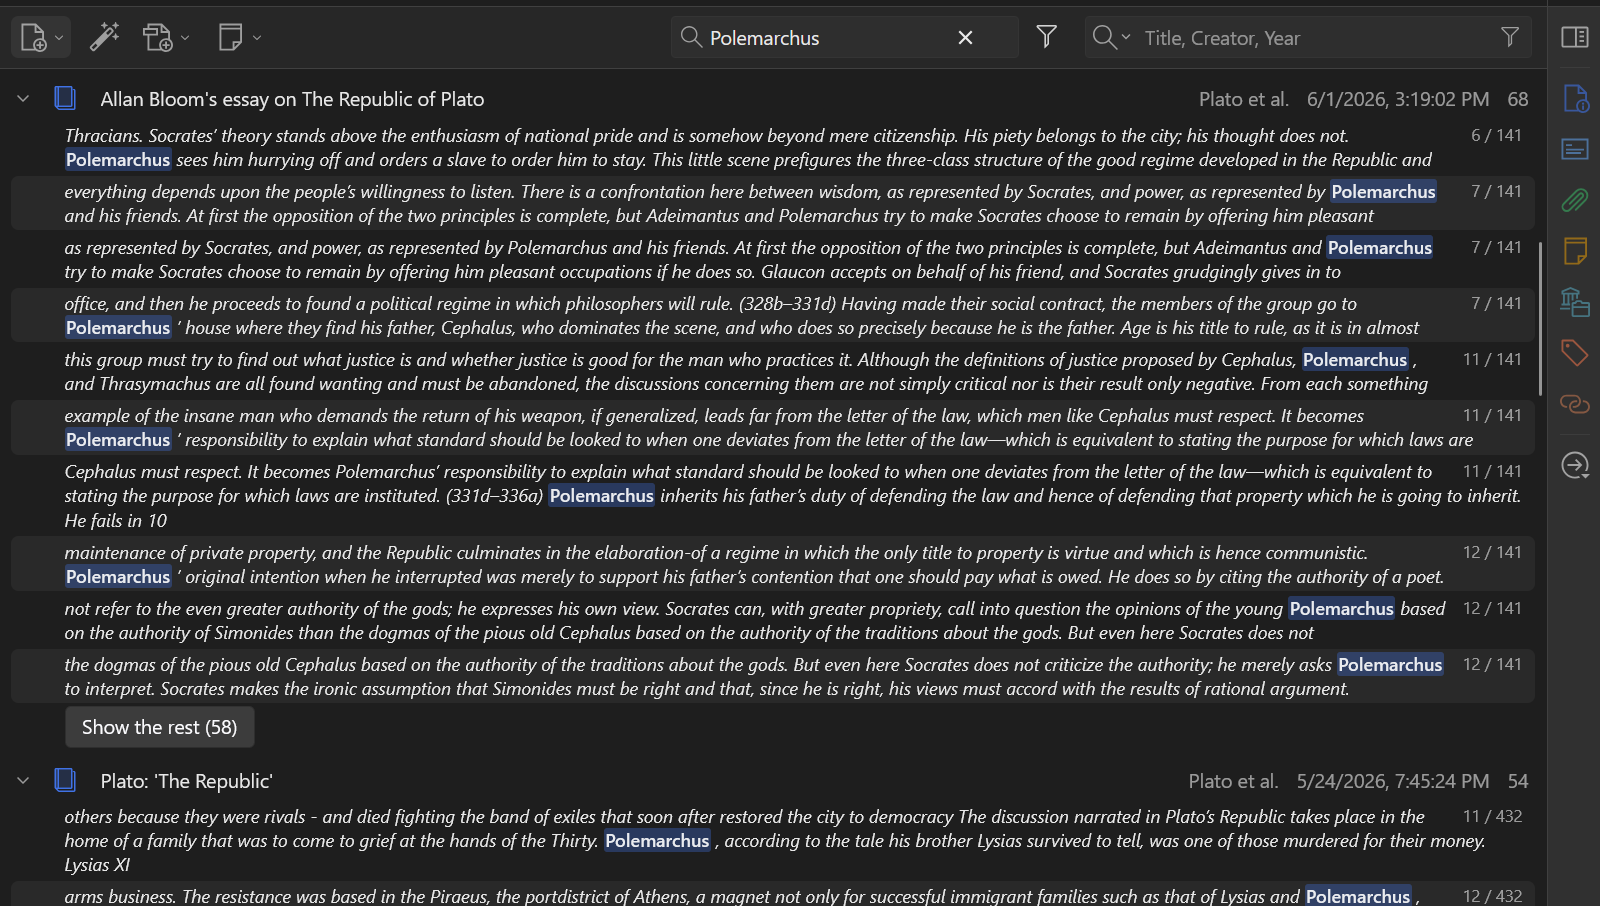 Polemarchus
Title, Creator, Year
Allan Bloom's essay on The Republic of Plato Plato et al. 6/1/2026, 3:19:02 PM 68
Thracians. Socrates’ theory stands above the enthusiasm of national pride and is somehow beyond mere citizenship. His piety belongs to the city; his thought does not. 6 / 141
Polemarchus sees him hurrying off and orders a slave to order him to stay. This little scene prefigures the three-class structure of the good regime developed in the Republic and
everything depends upon the people’s willingness to listen. There is a confrontation here between wisdom, as represented by Socrates, and power, as represented by Polemarchus 7 / 141
and his friends. At first the opposition of the two principles is complete, but Adeimantus and Polemarchus try to make Socrates choose to remain by offering him pleasant
as represented by Socrates, and power, as represented by Polemarchus and his friends. At first the opposition of the two principles is complete, but Adeimantus and Polemarchus 7 / 141
try to make Socrates choose to remain by offering him pleasant occupations if he does so. Glaucon accepts on behalf of his friend, and Socrates grudgingly gives in to
office, and then he proceeds to found a political regime in which philosophers will rule. (328b–331d) Having made their social contract, the members of the group go to 7 / 141
Polemarchus ’ house where they find his father, Cephalus, who dominates the scene, and who does so precisely because he is the father. Age is his title to rule, as it is in almost
this group must try to find out what justice is and whether justice is good for the man who practices it. Although the definitions of justice proposed by Cephalus, Polemarchus , 11 / 141
and Thrasymachus are all found wanting and must be abandoned, the discussions concerning them are not simply critical nor is their result only negative. From each something
example of the insane man who demands the return of his weapon, if generalized, leads far from the letter of the law, which men like Cephalus must respect. It becomes 11 / 141
Polemarchus ’ responsibility to explain what standard should be looked to when one deviates from the letter of the law—which is equivalent to stating the purpose for which laws are
Cephalus must respect. It becomes Polemarchus’ responsibility to explain what standard should be looked to when one deviates from the letter of the law—which is equivalent to 11 / 141
stating the purpose for which laws are instituted. (331d–336a) Polemarchus inherits his father’s duty of defending the law and hence of defending that property which he is going to inherit.
He fails in 10
maintenance of private property, and the Republic culminates in the elaboration-of a regime in which the only title to property is virtue and which is hence communistic. 12 / 141
Polemarchus ’ original intention when he interrupted was merely to support his father’s contention that one should pay what is owed. He does so by citing the authority of a poet.
not refer to the even greater authority of the gods; he expresses his own view. Socrates can, with greater propriety, call into question the opinions of the young Polemarchus based 12 / 141
on the authority of Simonides than the dogmas of the pious old Cephalus based on the authority of the traditions about the gods. But even here Socrates does not
the dogmas of the pious old Cephalus based on the authority of the traditions about the gods. But even here Socrates does not criticize the authority; he merely asks Polemarchus 12 / 141
to interpret. Socrates makes the ironic assumption that Simonides must be right and that, since he is right, his views must accord with the results of rational argument.
Show the rest (58)
Plato: 'The Republic' Plato et al. 5/24/2026, 7:45:24 PM 54
others because they were rivals - and died fighting the band of exiles that soon after restored the city to democracy The discussion narrated in Plato’s Republic takes place in the 11 / 432
home of a family that was to come to grief at the hands of the Thirty. Polemarchus , according to the tale his brother Lysias survived to tell, was one of those murdered for their money.
Lysias XI
arms business. The resistance was based in the Piraeus, the portdistrict of Athens, a magnet not only for successful immigrant families such as that of Lysias and Polemarchus , 12 / 432